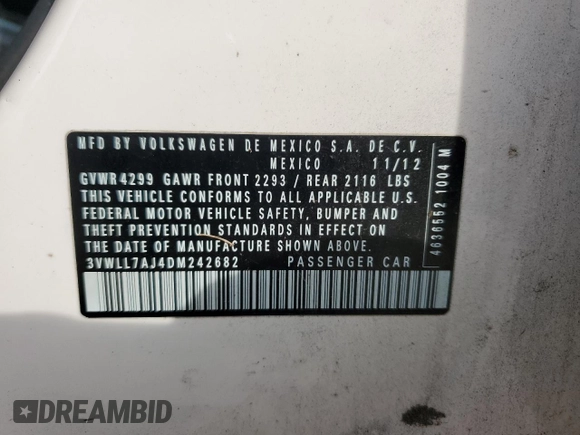 MFD BY VOLKSWAGEN DE MEXICO S.A. DE C.V.
MEXICO 11/12
GVWR 4299 GAWR FRONT 2293 / REAR 2116 LBS
THIS VEHICLE CONFORMS TO ALL APPLICABLE U.S.
FEDERAL MOTOR VEHICLE SAFETY, BUMPER AND
THEFT PREVENTION STANDARDS IN EFFECT ON
THE DATE OF MANUFACTURE SHOWN ABOVE.
3VWLL7AJ4DM242682 PASSENGER CAR
4636552 1004 M
DREAMBID